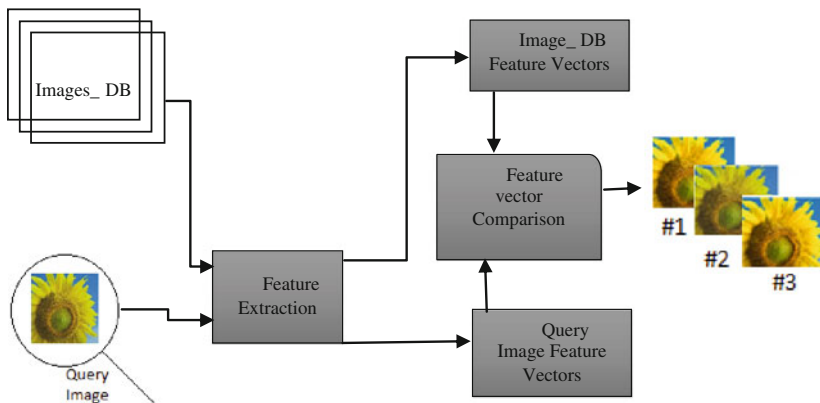 Images_ DB
Image_ DB
Feature Vectors
Feature
vector
Comparison
#1
#2
#3
Feature
Extraction
Query
Image Feature
Vectors
Query
Image